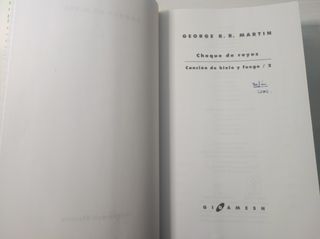 GEORGE R. R. MARTIN
Choque de reyes
Canción de hielo y fuego / 2
GIGAMESH